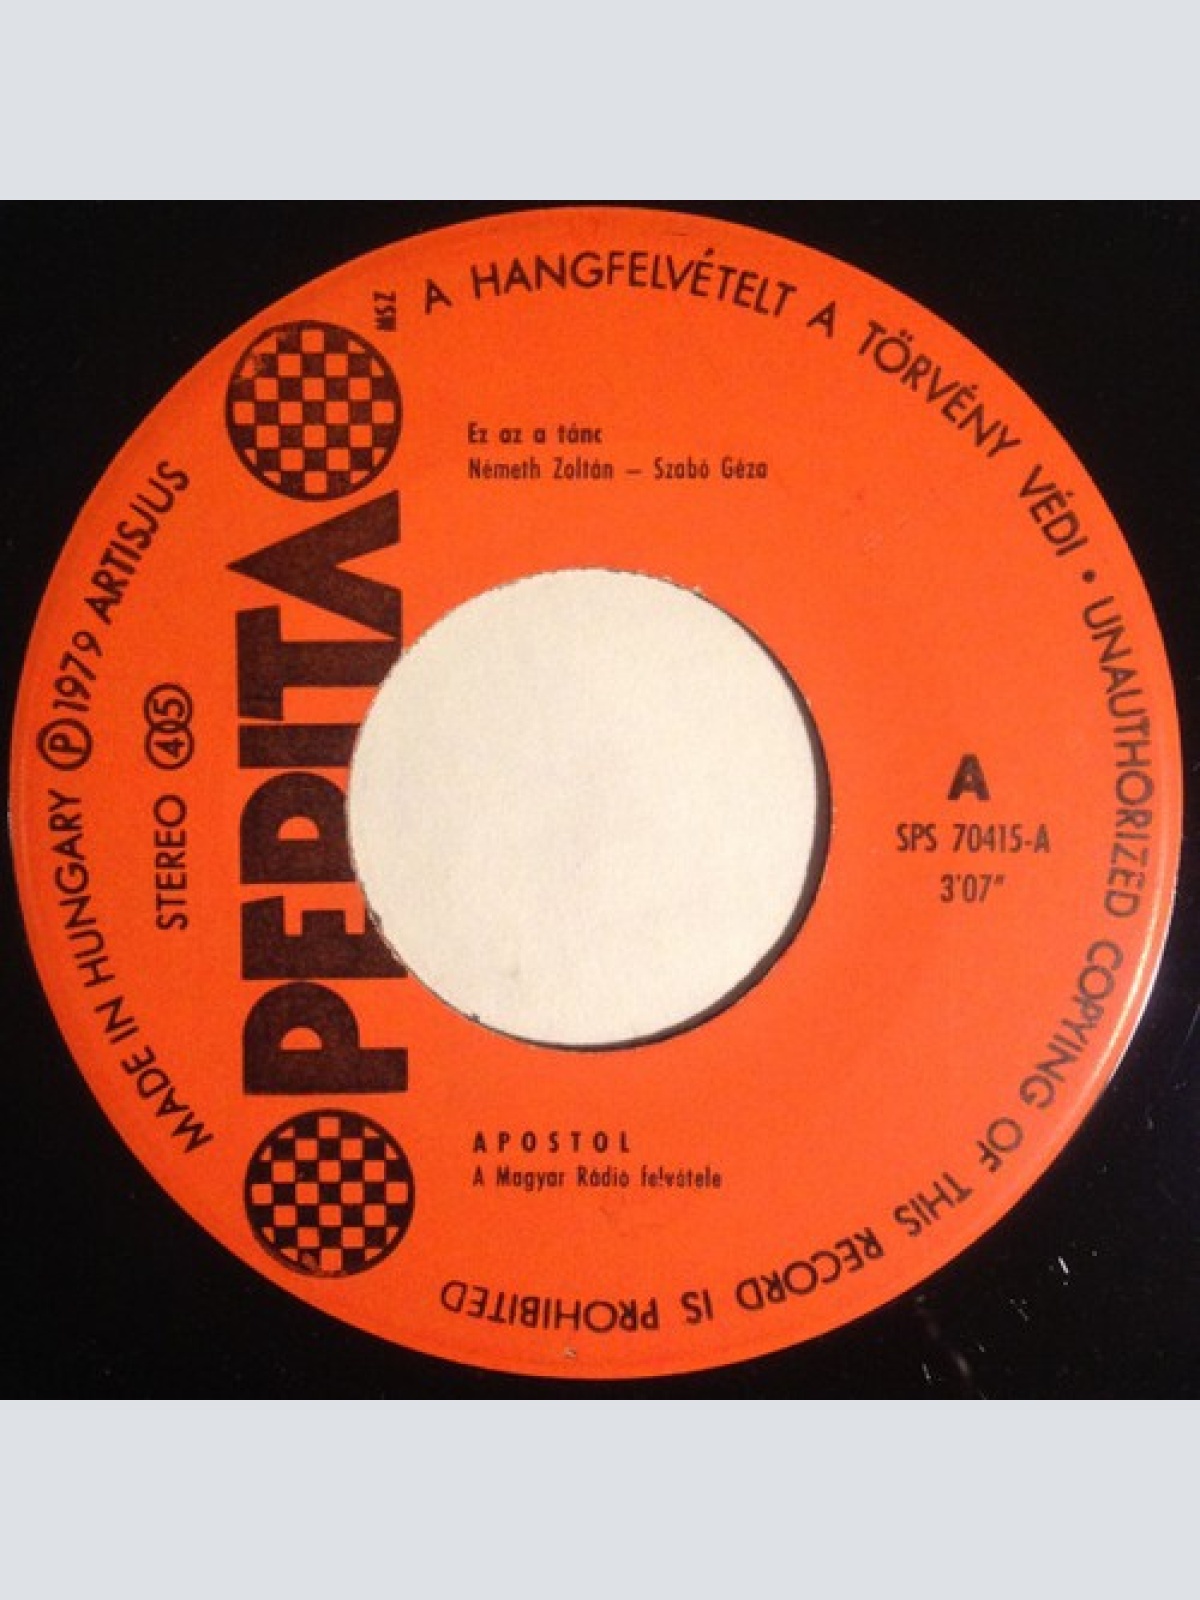 A HANGFELVÉTELT A TÖRVÉNY VÉDI • UNAUTHORIZED COPYING OF THIS RECORD IS PROHIBITED
MADE IN HUNGARY Ⓟ 1979 ARTISJUS
STEREO 45
PEPITA
MSZ
Ez az a tánc
Németh Zoltán – Szabó Géza
A
SPS 70415-A
3'07"
APOSTOL
A Magyar Rádió felvétele